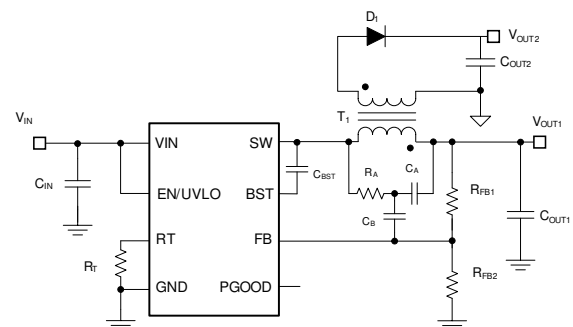 D1
VOUT2
COUT2
T1
VIN
VOUT1
VIN
SW
CIN
CBST
RA
CA
RFB1
EN/UVLO
BST
CB
COUT1
RT
FB
RT
RFB2
GND
PGOOD